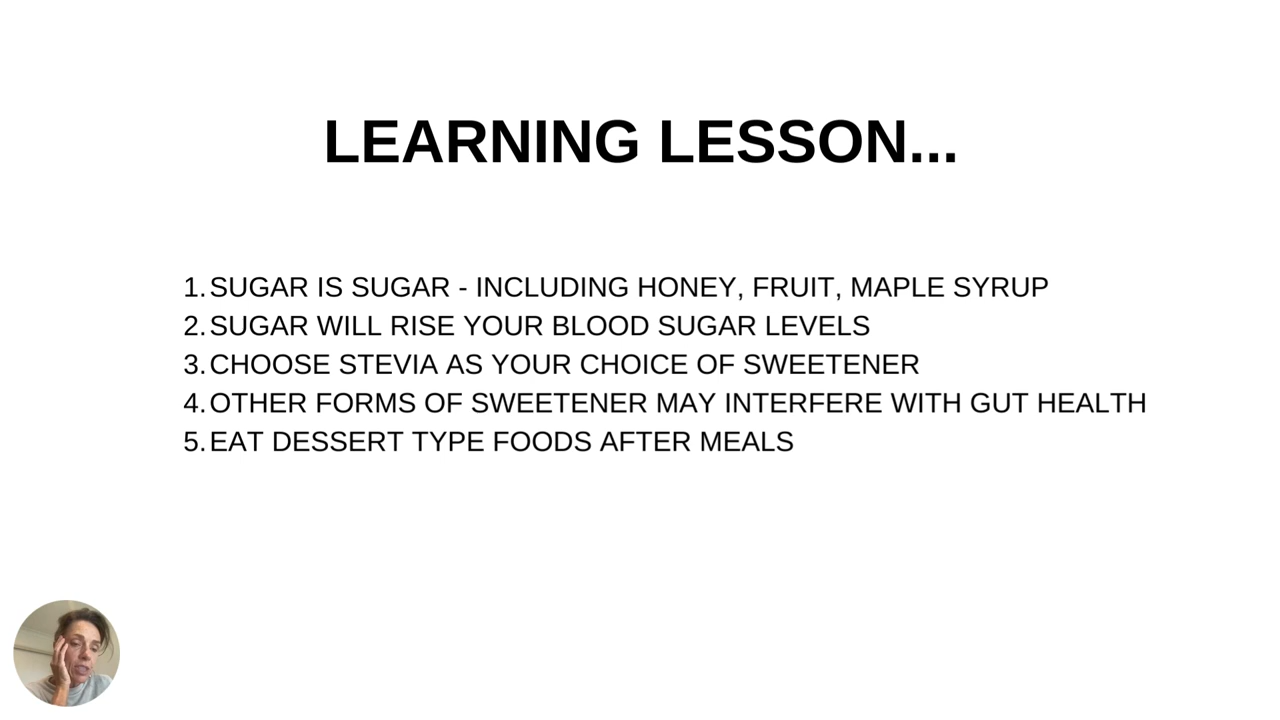 LEARNING LESSON...
1. SUGAR IS SUGAR - INCLUDING HONEY, FRUIT, MAPLE SYRUP
2. SUGAR WILL RISE YOUR BLOOD SUGAR LEVELS
3. CHOOSE STEVIA AS YOUR CHOICE OF SWEETENER
4. OTHER FORMS OF SWEETENER MAY INTERFERE WITH GUT HEALTH
5. EAT DESSERT TYPE FOODS AFTER MEALS